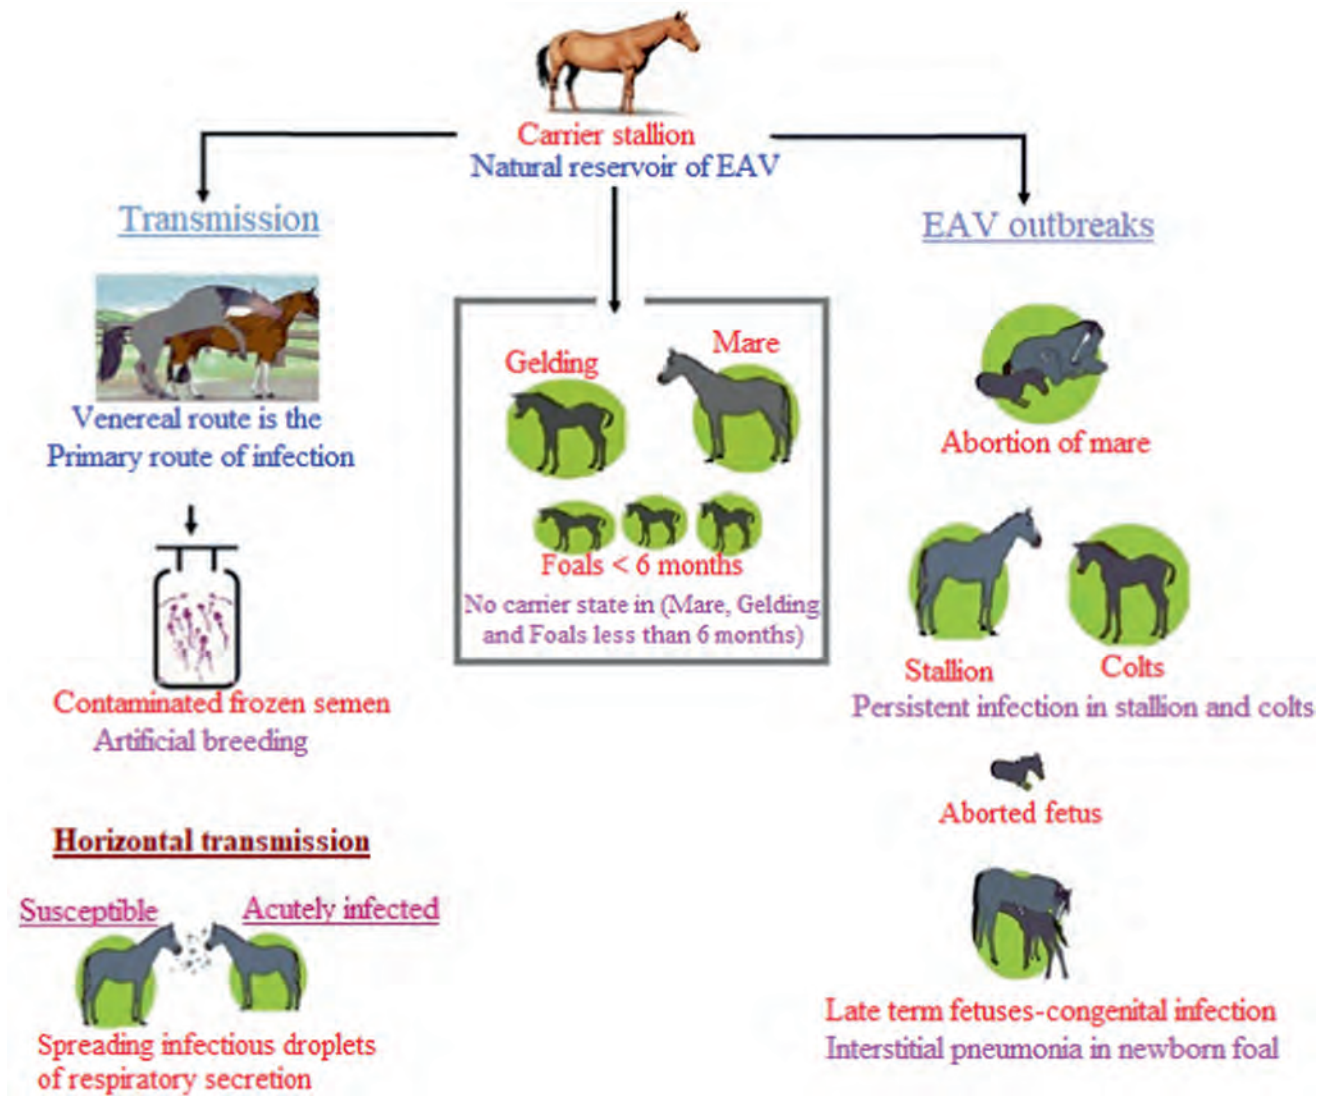 Carrier stallion
Natural reservoir of EAV
Transmission
Venereal route is the
Primary route of infection
Contaminated frozen semen
Artificial breeding
Horizontal transmission
Susceptible
Acutely infected
Spreading infectious droplets
of respiratory secretion
Gelding
Mare
Foals < 6 months
No carrier state in (Mare, Gelding
and Foals less than 6 months)
EAV outbreaks
Abortion of mare
Stallion
Colts
Persistent infection in stallion and colts
Aborted fetus
Late term fetuses-congenital infection
Interstitial pneumonia in newborn foal